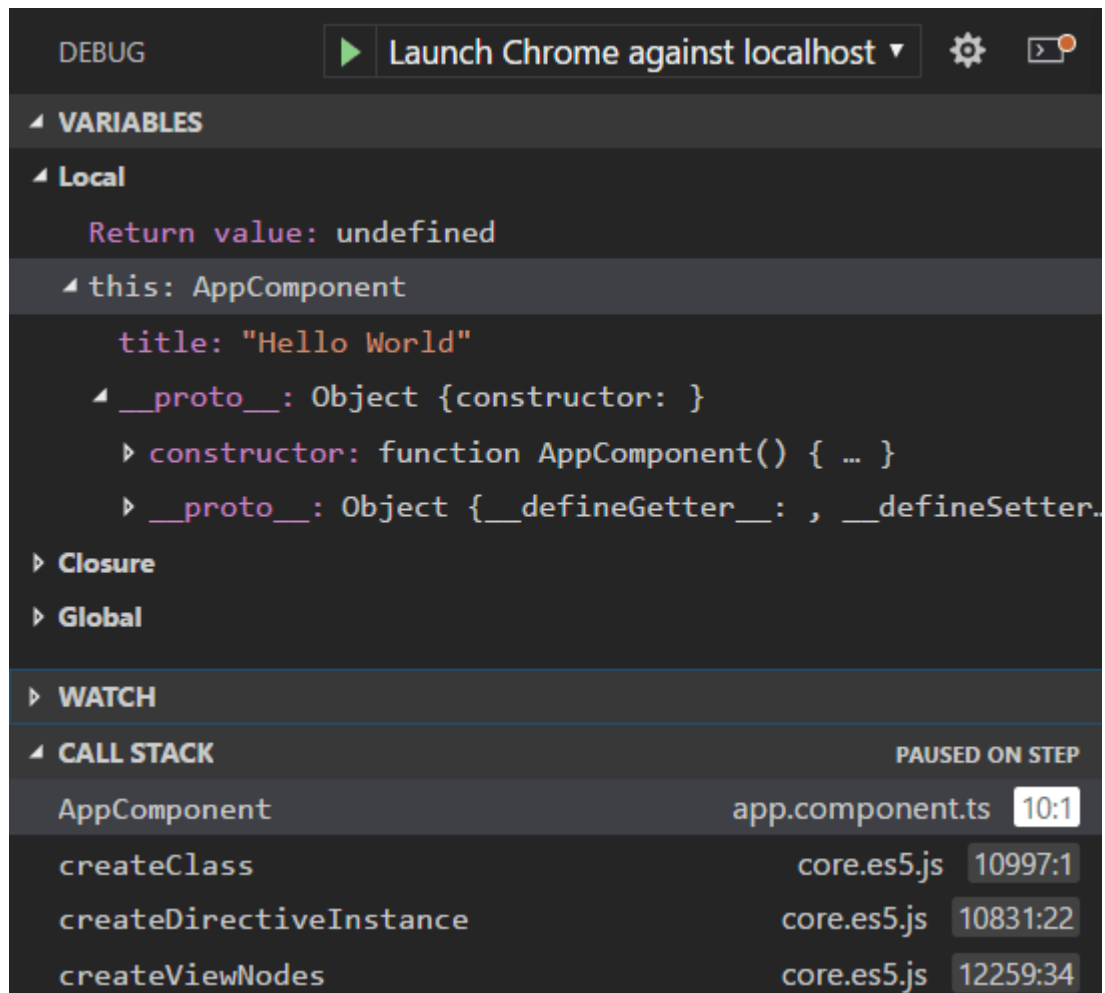 DEBUG Launch Chrome against localhost
VARIABLES
Local
Return value: undefined
this: AppComponent
title: "Hello World"
__proto__: Object {constructor: }
constructor: function AppComponent() { … }
__proto__: Object {__defineGetter__: , __defineSetter…
Closure
Global
WATCH
CALL STACK PAUSED ON STEP
AppComponent app.component.ts 10:1
createClass core.es5.js 10997:1
createDirectiveInstance core.es5.js 10831:22
createViewNodes core.es5.js 12259:34